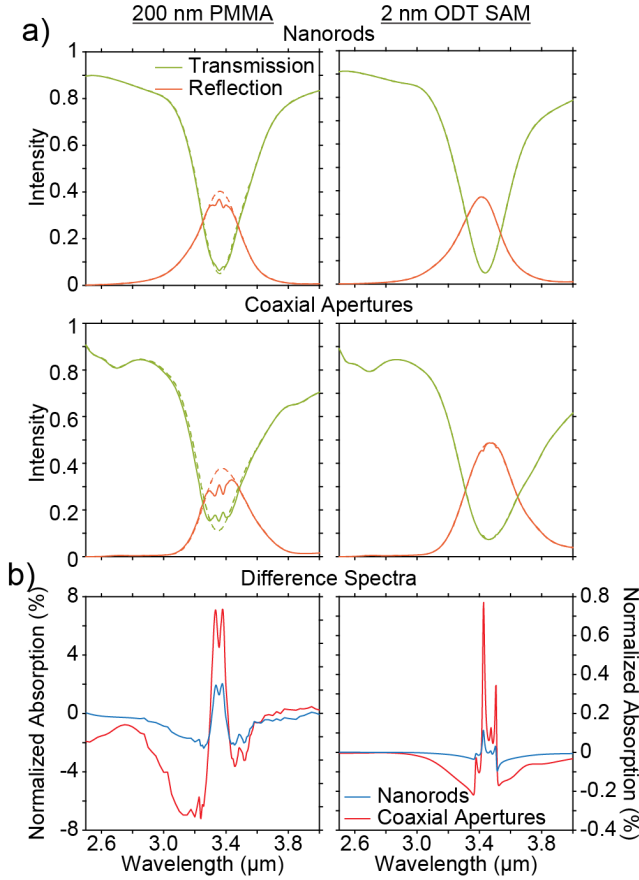 200 nm PMMA 2 nm ODT SAM
a)
Nanorods
1
0.8
0.6
0.4
0.2
0
Intensity
Transmission
Reflection
Coaxial Apertures
1
0.8
0.6
0.4
0.2
0
Intensity
b)
Difference Spectra
8
4
0
-4
-8
Normalized Absorption (%)
0.8
0.6
0.4
0.2
0
-0.2
-0.4
Normalized Absorption (%)
Nanorods
Coaxial Apertures
2.6 3.0 3.4 3.8 2.6 3.0 3.4 3.8
Wavelength (µm) Wavelength (µm)